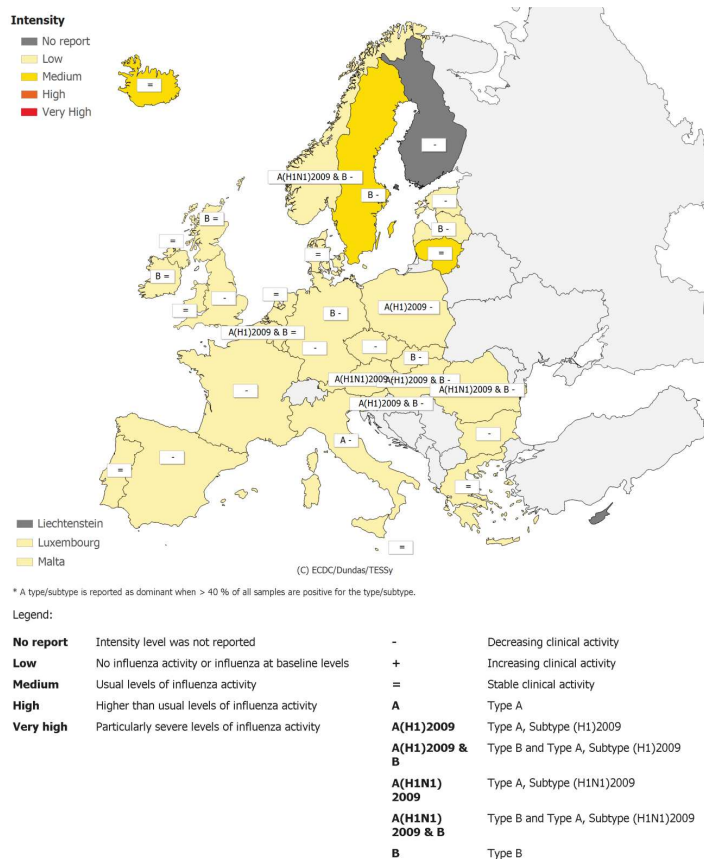 Intensity
No report
Low
Medium
High
Very High
=
-
A(H1N1)2009 & B -
B -
-
B =
B -
=
=
=
B =
=
-
=
B -
A(H1)2009 -
A(H1)2009 & B =
-
-
B -
A(H1N1)2009
A(H1)2009 & B -
-
A(H1N1)2009 & B -
A(H1)2009 & B -
A -
-
=
-
=
Liechtenstein
Luxembourg
Malta
=
(C) ECDC/Dundas/TESSy
* A type/subtype is reported as dominant when > 40 % of all samples are positive for the type/subtype.
Legend:
No report Intensity level was not reported - Decreasing clinical activity
Low No influenza activity or influenza at baseline levels + Increasing clinical activity
Medium Usual levels of influenza activity = Stable clinical activity
High Higher than usual levels of influenza activity A Type A
Very high Particularly severe levels of influenza activity A(H1)2009 Type A, Subtype (H1)2009
A(H1)2009 & Type B and Type A, Subtype (H1)2009
B
A(H1N1) Type A, Subtype (H1N1)2009
2009
A(H1N1) Type B and Type A, Subtype (H1N1)2009
2009 & B
B Type B